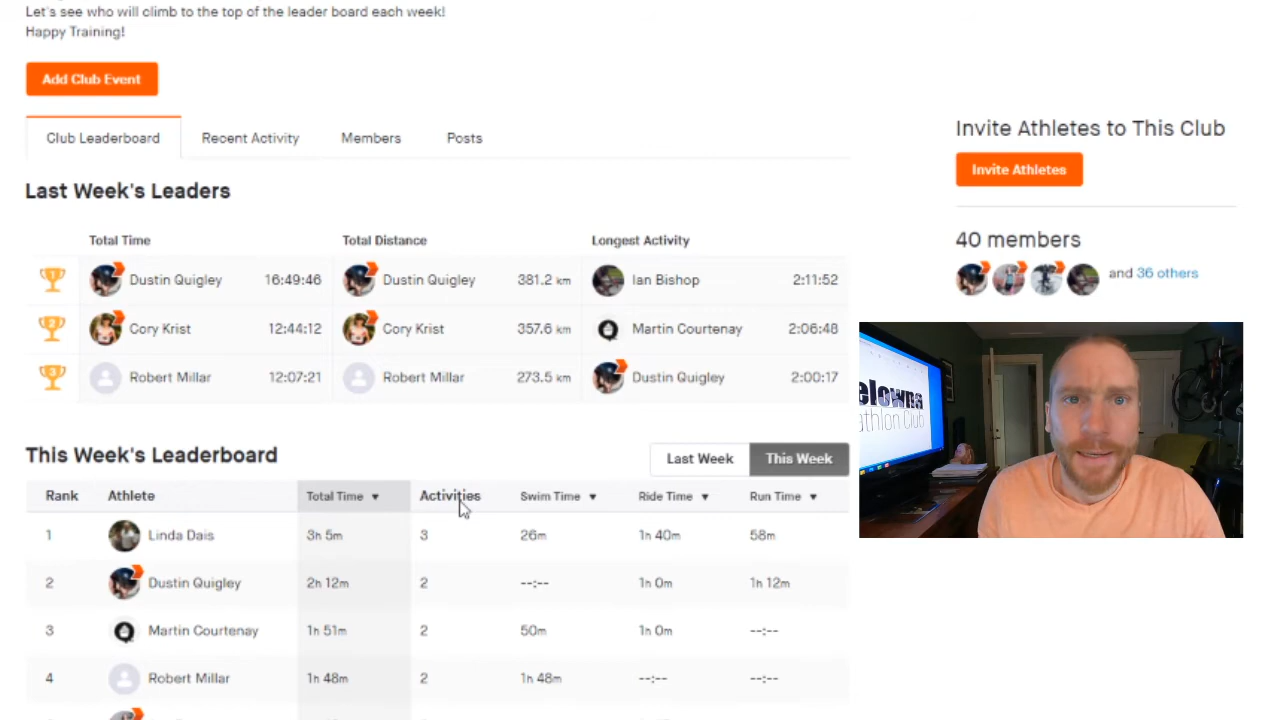 Let's see who will climb to the top of the leader board each week!
Happy Training!
Add Club Event
Club Leaderboard Recent Activity Members Posts
Invite Athletes to This Club
Invite Athletes
40 members
and 36 others
Last Week's Leaders
Total Time Total Distance Longest Activity
1 Dustin Quigley 16:49:46 Dustin Quigley 381.2 km Ian Bishop 2:11:52
2 Cory Krist 12:44:12 Cory Krist 357.6 km Martin Courtenay 2:06:48
3 Robert Millar 12:07:21 Robert Millar 273.5 km Dustin Quigley 2:00:17
elowna
athlon Club
This Week's Leaderboard Last Week This Week
Rank Athlete Total Time Activities Swim Time Ride Time Run Time
1 Linda Dais 3h 5m 3 26m 1h 40m 58m
2 Dustin Quigley 2h 12m 2 --:-- 1h 0m 1h 12m
3 Martin Courtenay 1h 51m 2 50m 1h 0m --:--
4 Robert Millar 1h 48m 2 1h 48m --:-- --:--